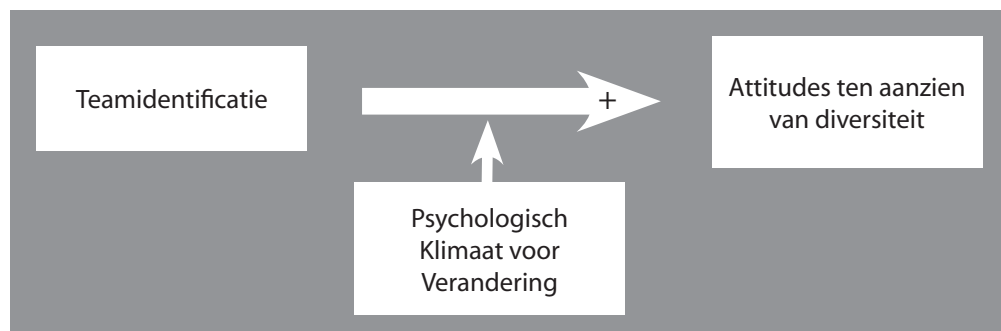 Teamidentificatie
+
Attitudes ten aanzien
van diversiteit
Psychologisch
Klimaat voor
Verandering